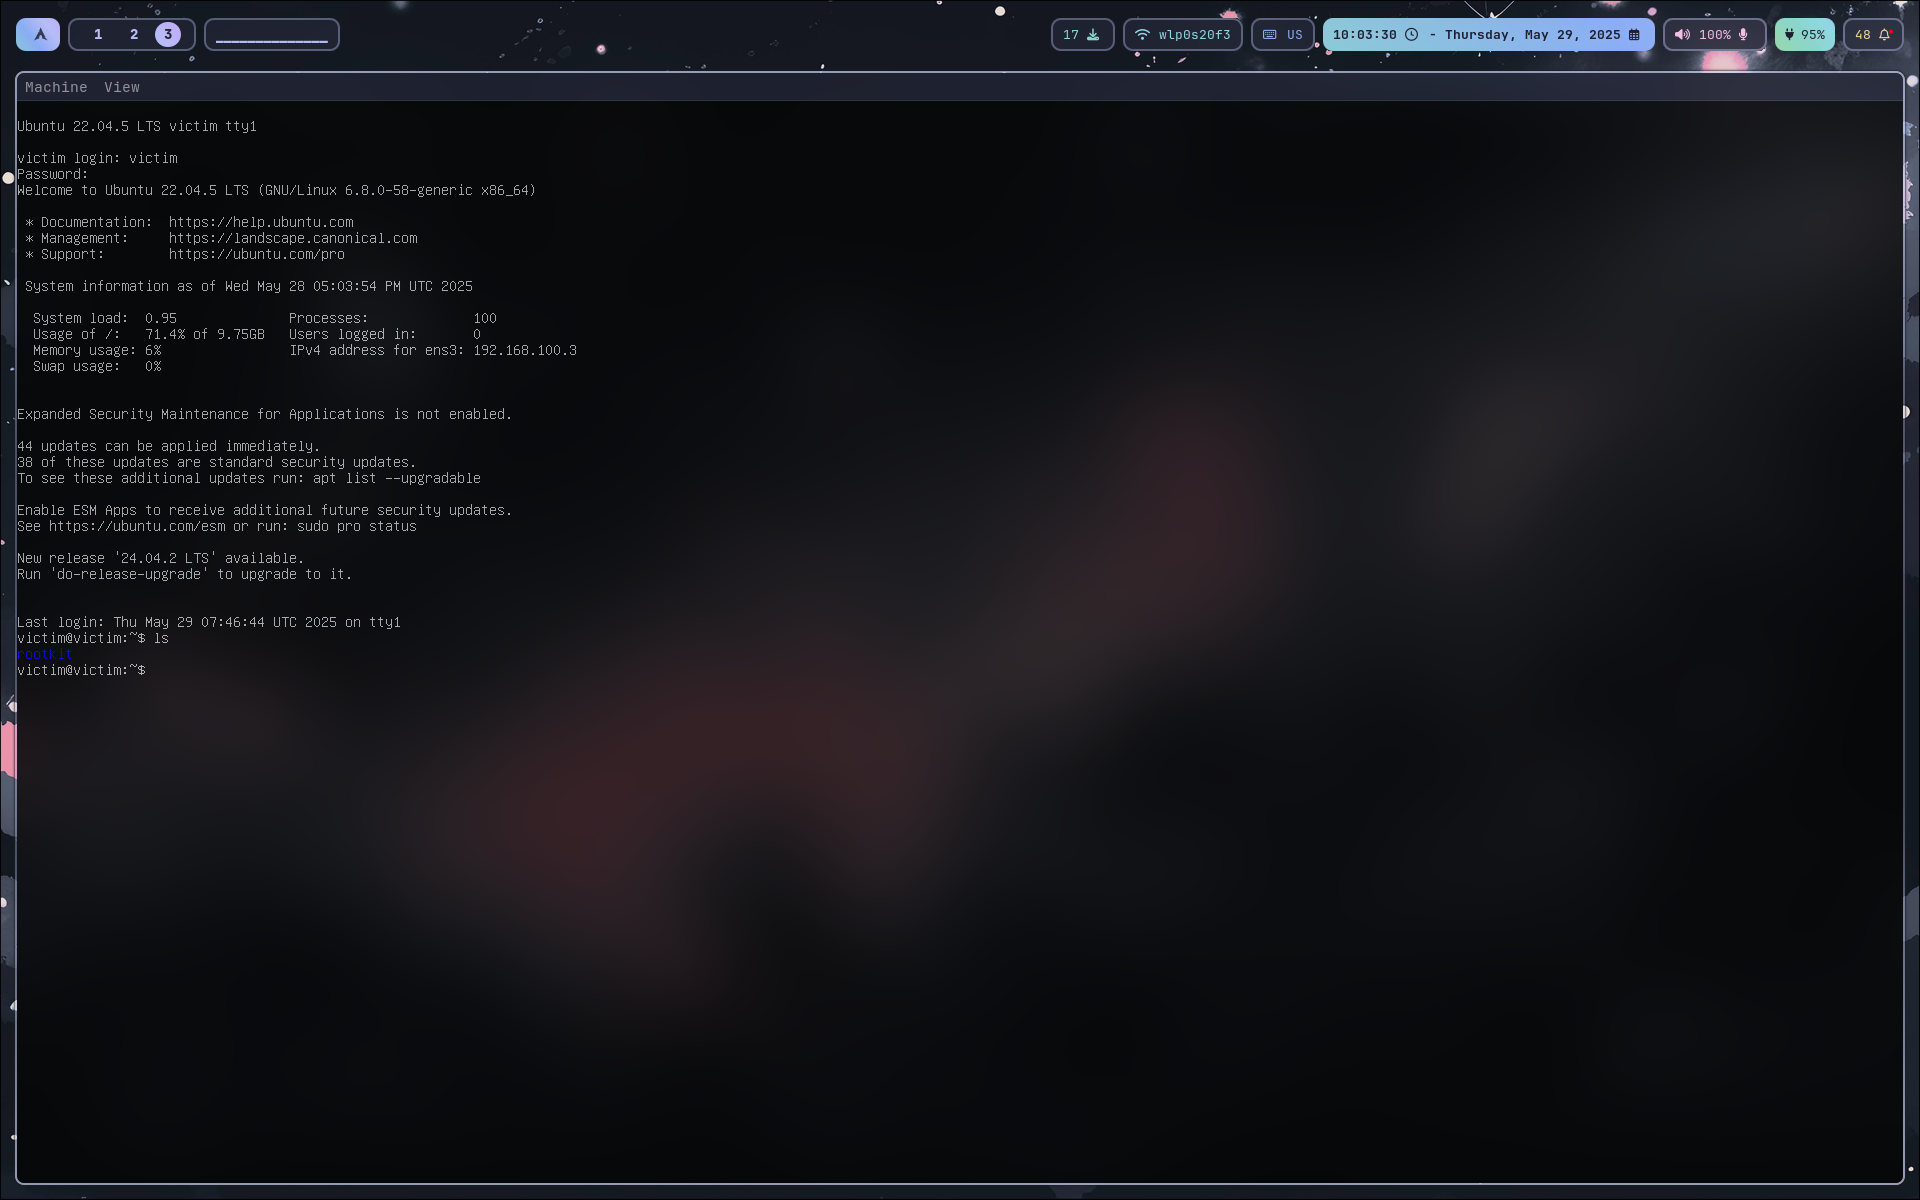 1 2 3
17
wlp0s20f3
US
10:03:30 - Thursday, May 29, 2025
100%
95%
48
Machine View
Ubuntu 22.04.5 LTS victim tty1
victim login: victim
Password:
Welcome to Ubuntu 22.04.5 LTS (GNU/Linux 6.8.0-58-generic x86_64)
* Documentation: https://help.ubuntu.com
* Management: https://landscape.canonical.com
* Support: https://ubuntu.com/pro
System information as of Wed May 28 05:03:54 PM UTC 2025
System load: 0.95 Processes: 100
Usage of /: 71.4% of 9.75GB Users logged in: 0
Memory usage: 6% IPv4 address for ens3: 192.168.100.3
Swap usage: 0%
Expanded Security Maintenance for Applications is not enabled.
44 updates can be applied immediately.
38 of these updates are standard security updates.
To see these additional updates run: apt list --upgradable
Enable ESM Apps to receive additional future security updates.
See https://ubuntu.com/esm or run: sudo pro status
New release '24.04.2 LTS' available.
Run 'do-release-upgrade' to upgrade to it.
Last login: Thu May 29 07:46:44 UTC 2025 on tty1
victim@victim:~$ ls
rootkit
victim@victim:~$